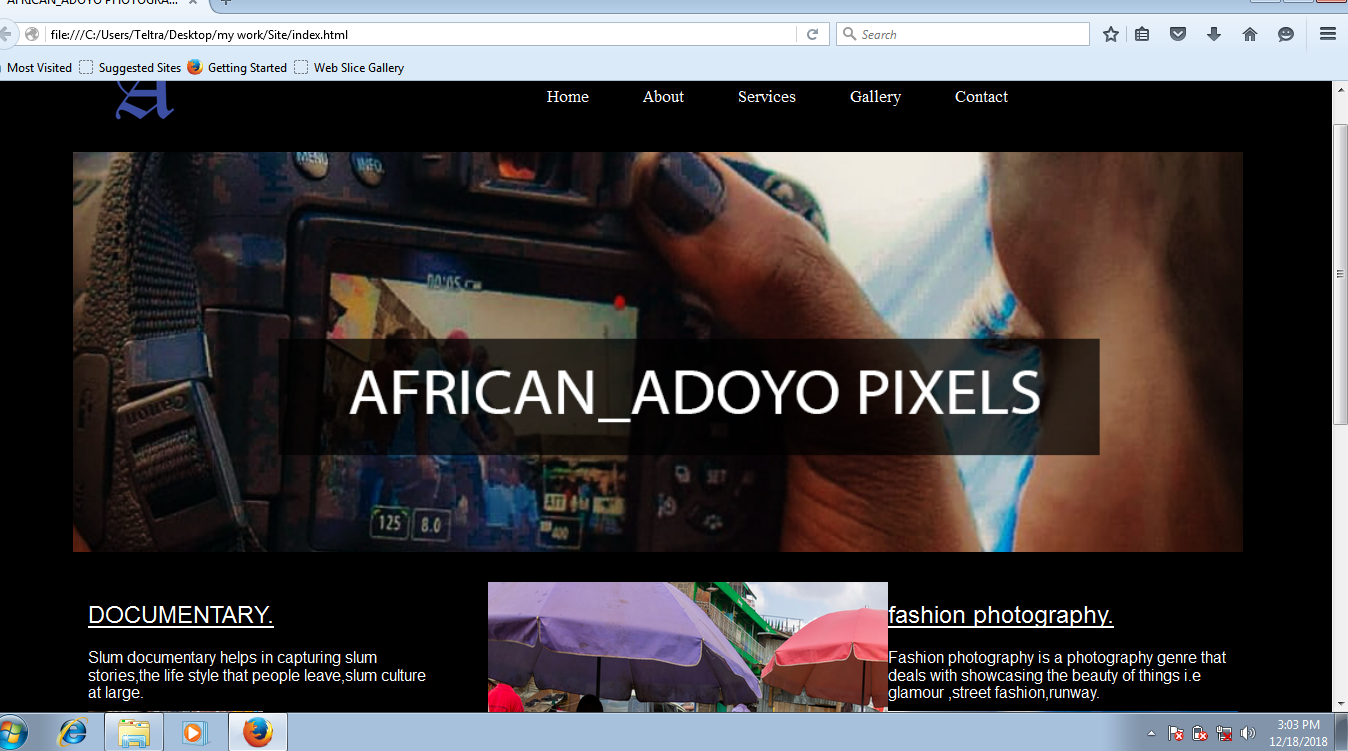 AFRICAN_ADOYO PHOTOGRA...
file:///C:/Users/Teltra/Desktop/my work/Site/index.html
Search
Most Visited
Suggested Sites
Getting Started
Web Slice Gallery
A
Home
About
Services
Gallery
Contact
MENU
INFO.
00:05
AFRICAN_ADOYO PIXELS
Canon
SET
125
8.0
400
DOCUMENTARY.
Slum documentary helps in capturing slum
stories,the life style that people leave,slum culture
at large.
fashion photography.
Fashion photography is a photography genre that
deals with showcasing the beauty of things i.e
glamour ,street fashion,runway.
3:03 PM
12/18/2018